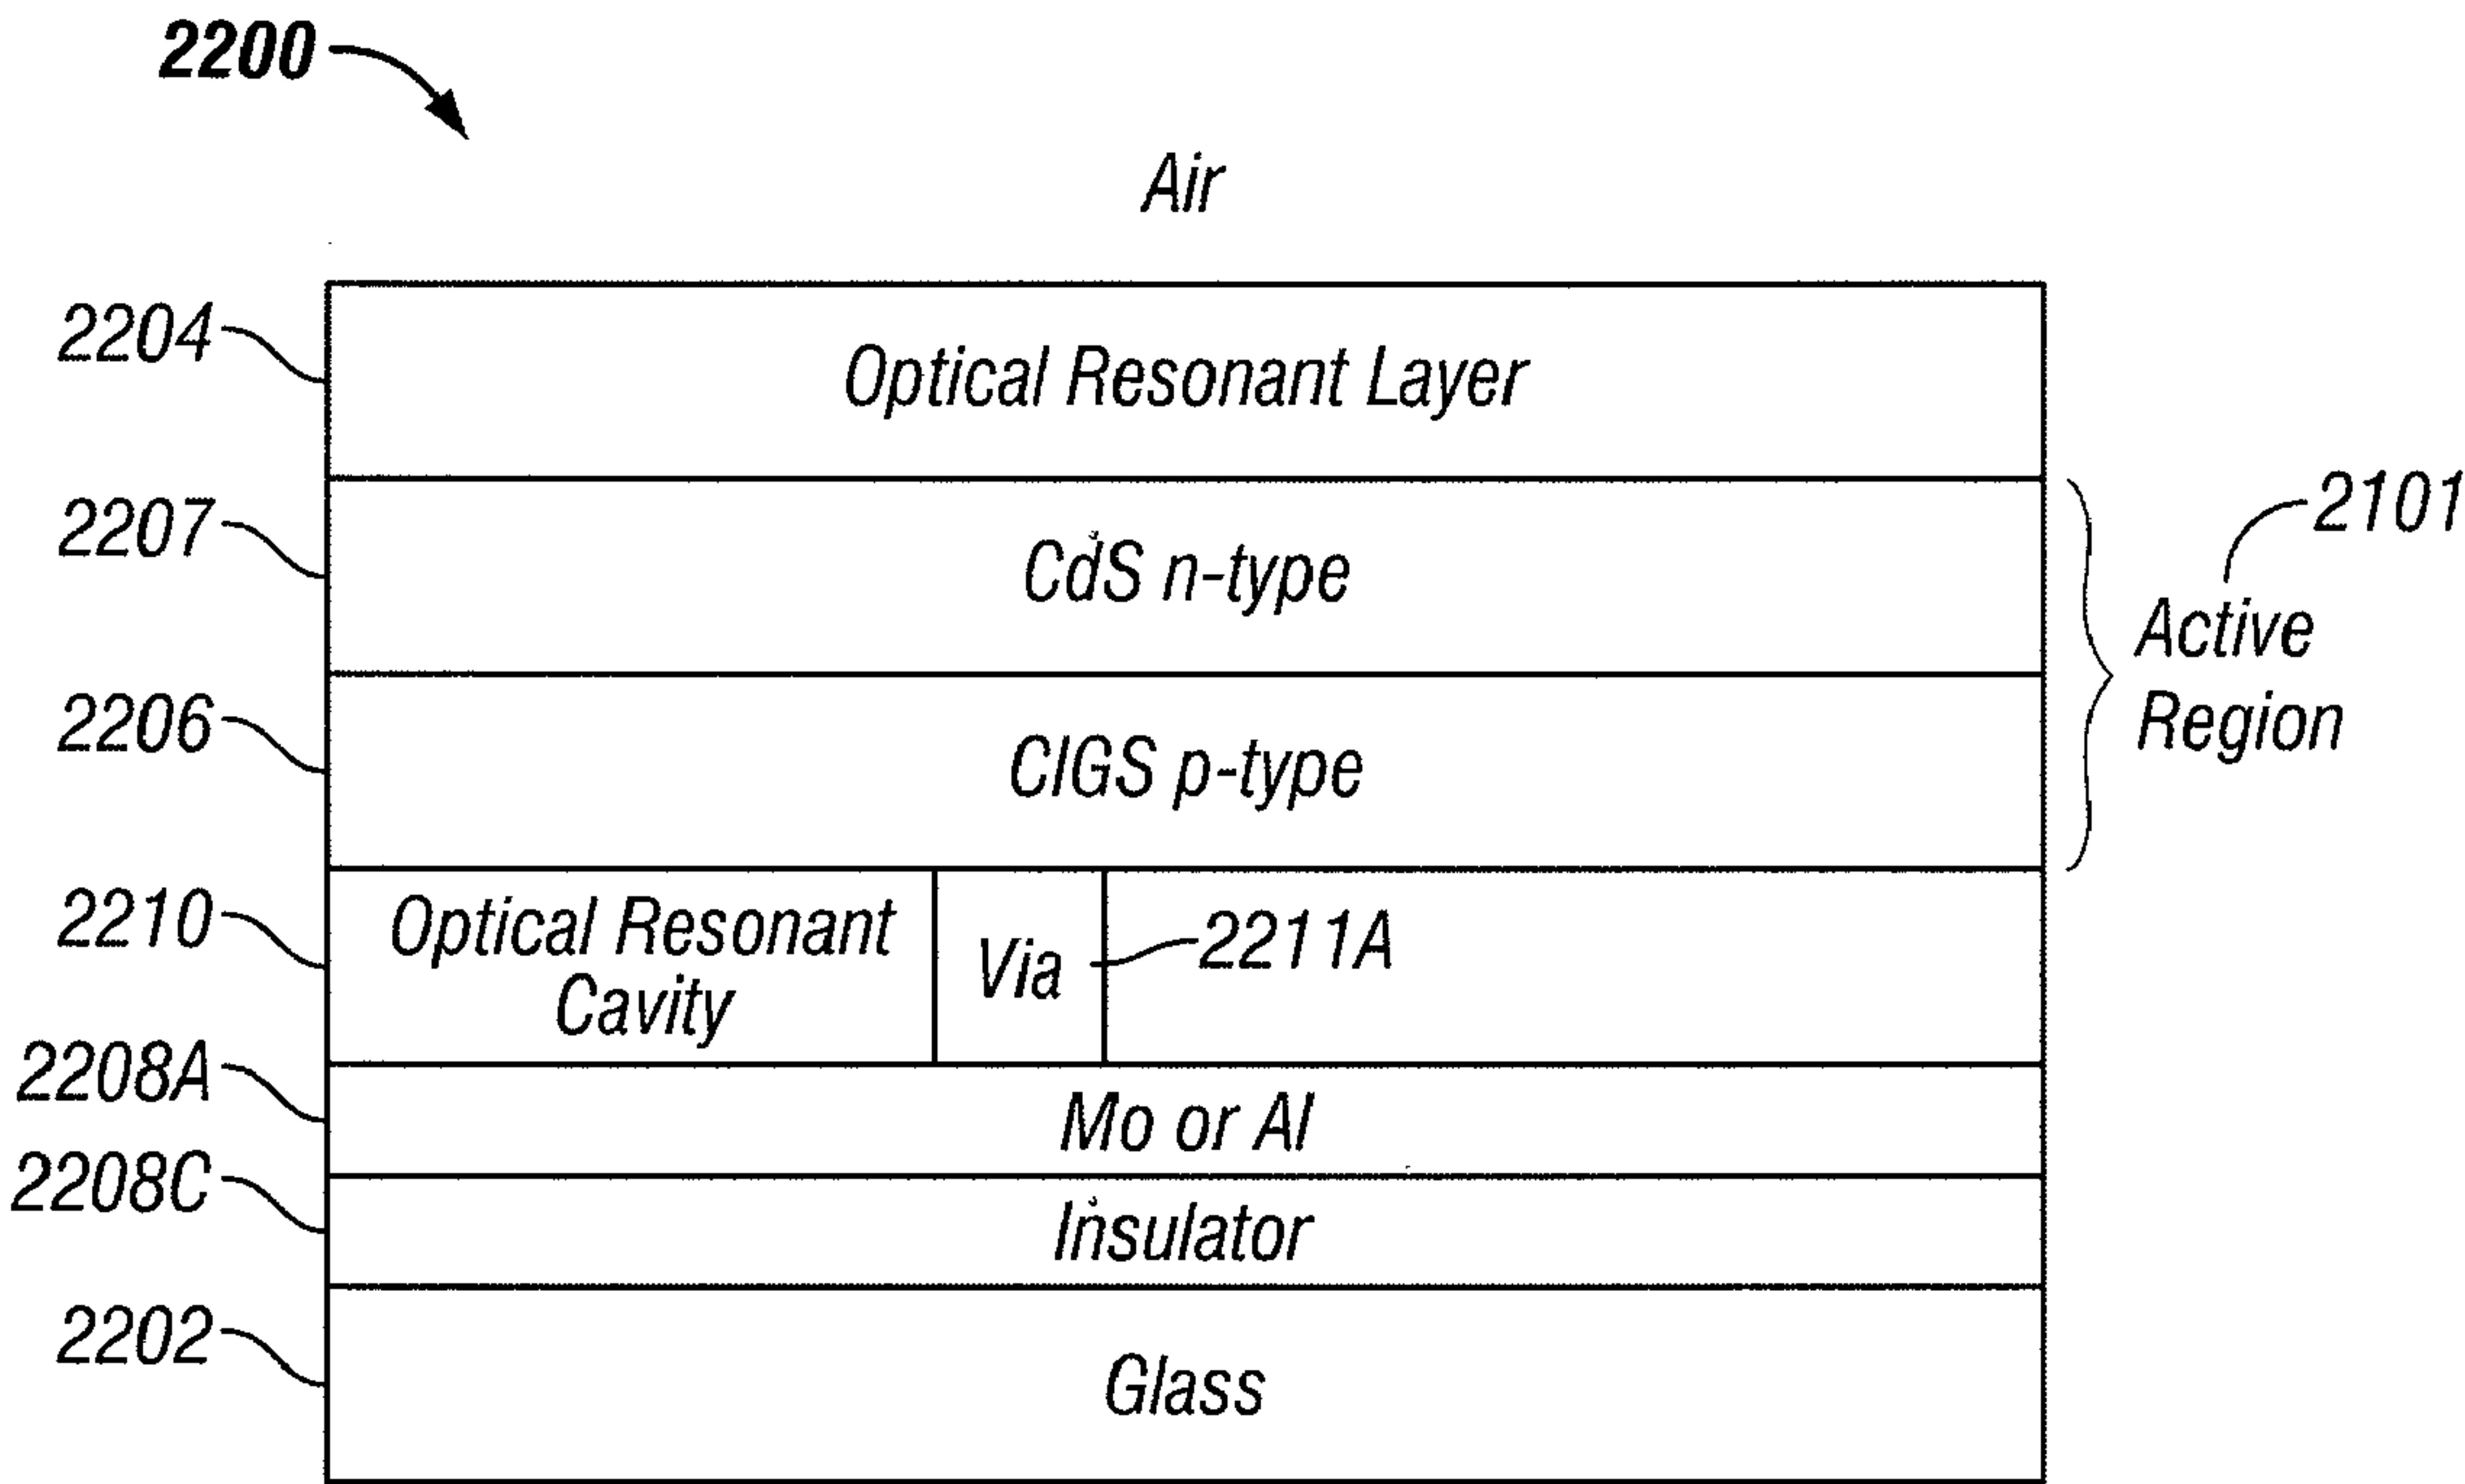 2200
Air
2204
Optical Resonant Layer
2207
CdS n-type
2101
Active
Region
2206
CIGS p-type
2210
Optical Resonant
Cavity
Via
2211A
2208A
Mo or Al
2208C
Insulator
2202
Glass